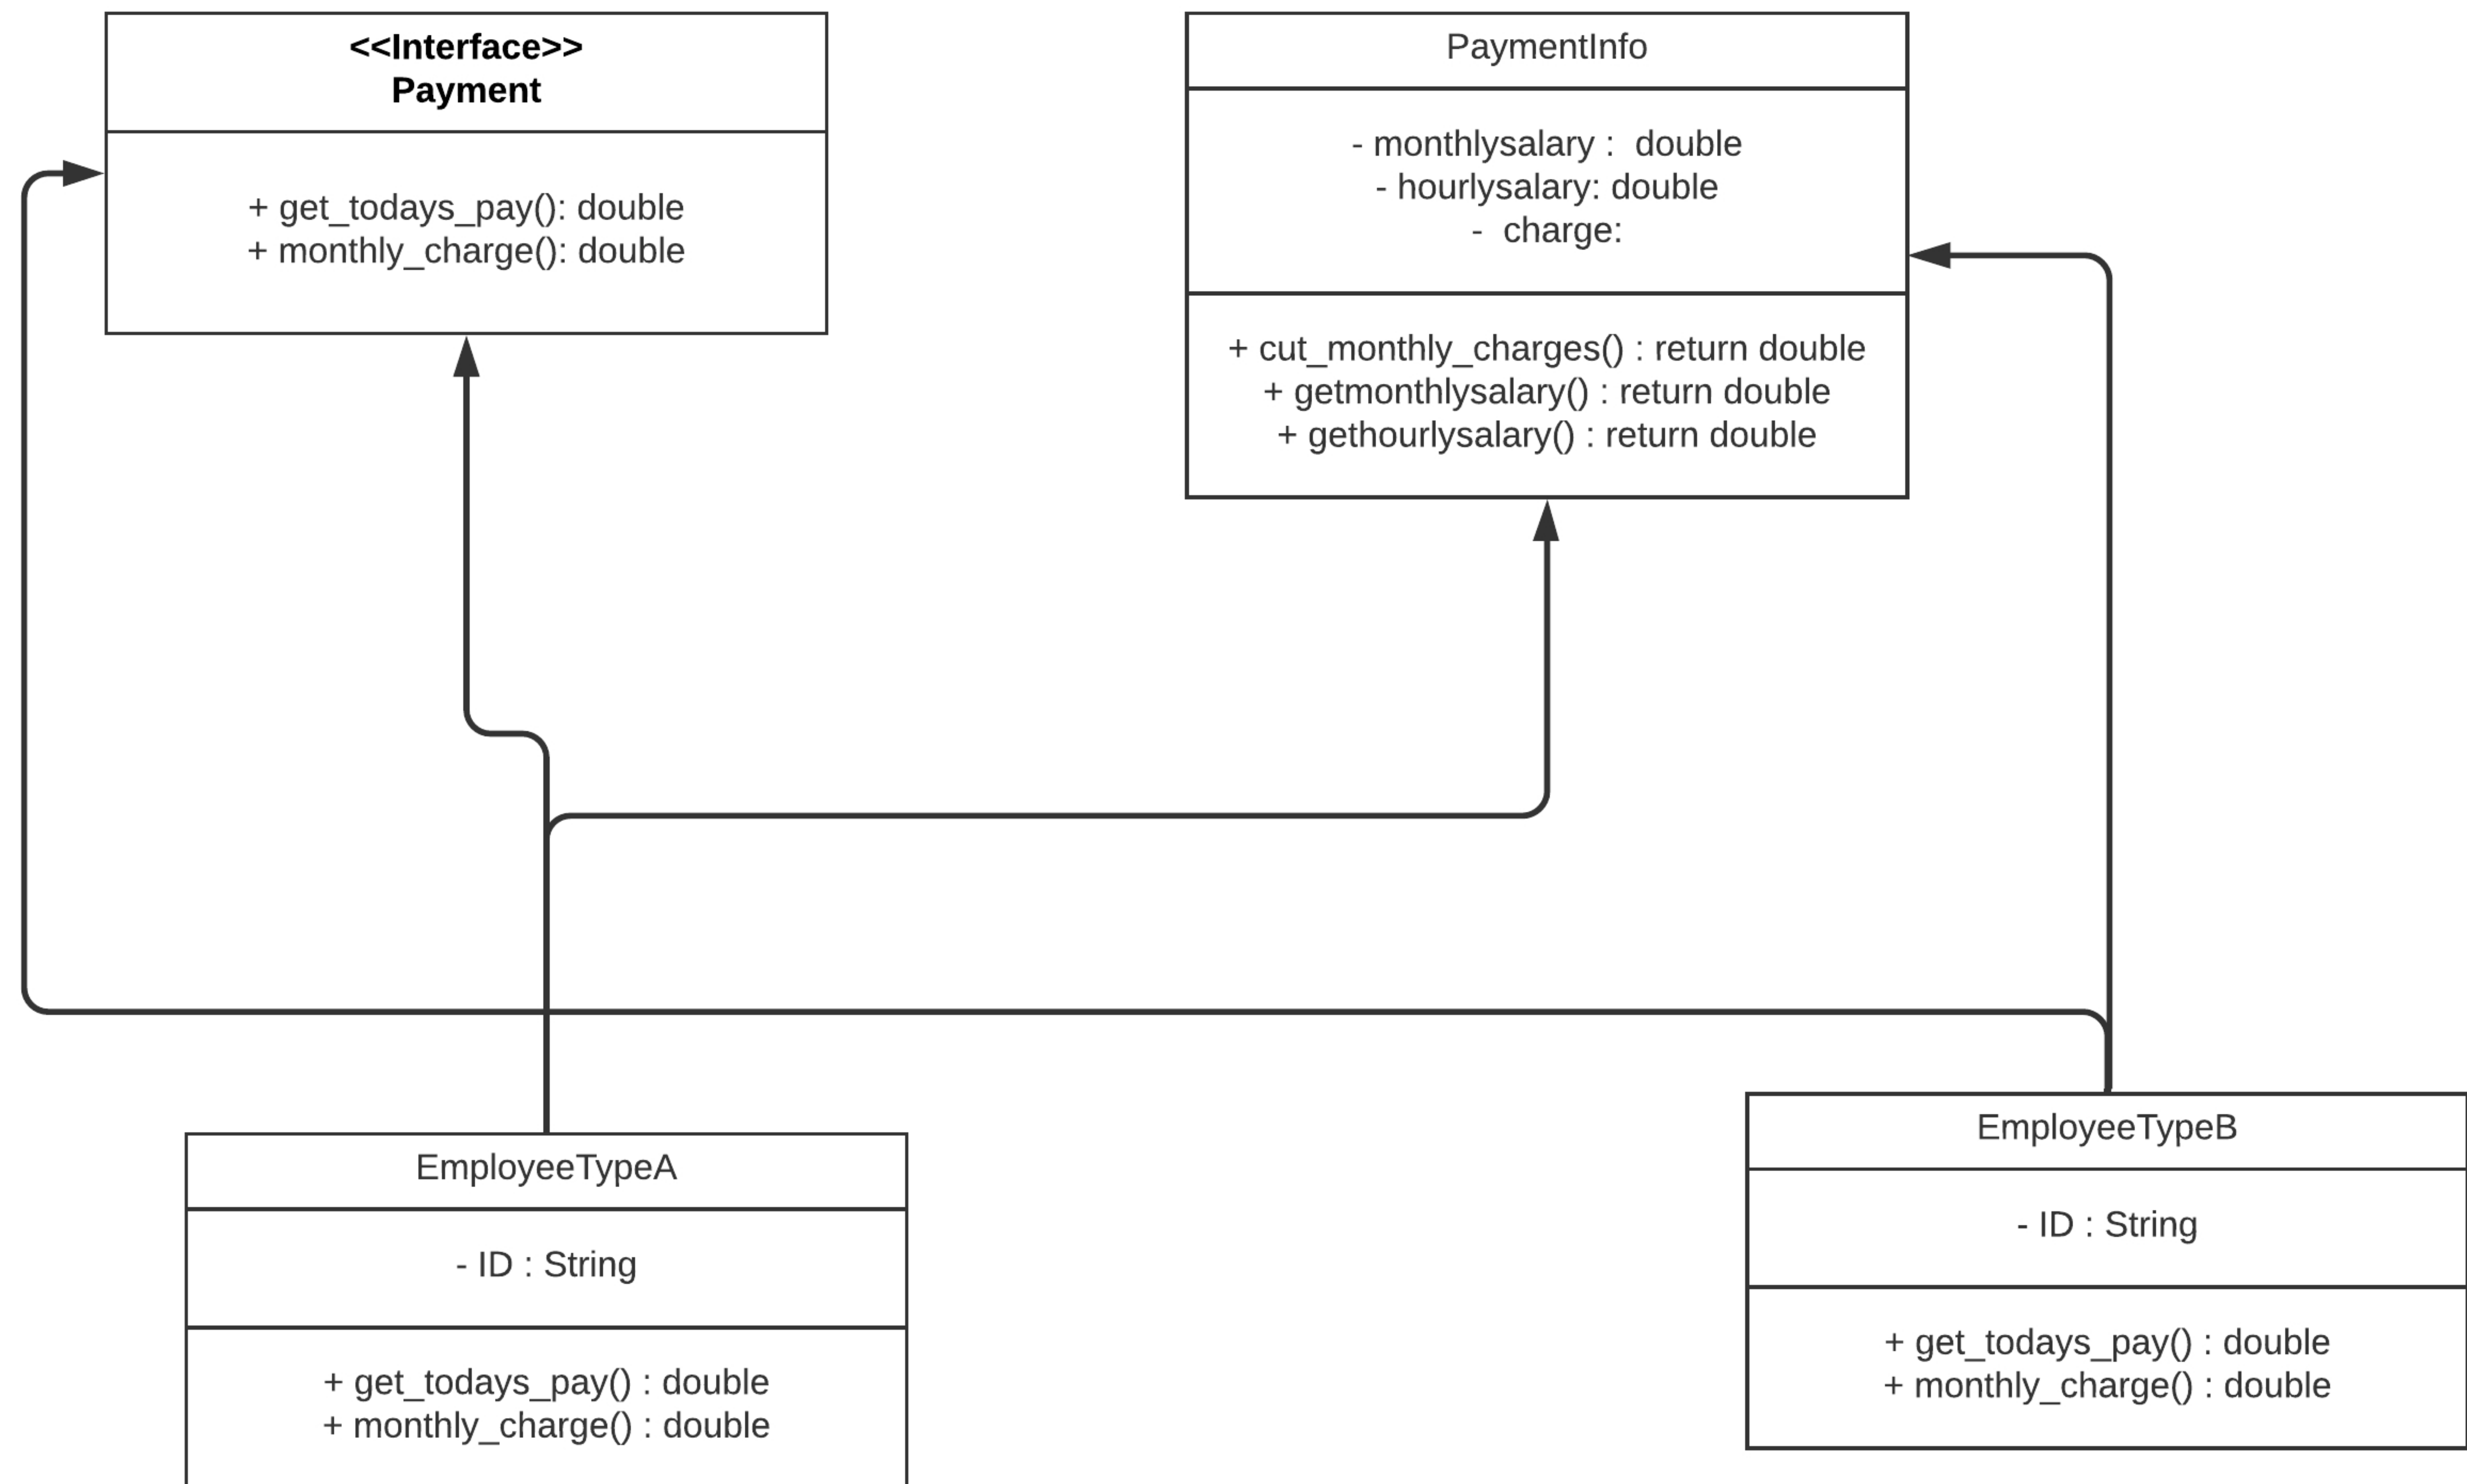 <<Interface>>
Payment
+ get_todays_pay(): double
+ monthly_charge(): double
PaymentInfo
- monthlysalary :  double
- hourlysalary: double
-  charge:
+ cut_monthly_charges() : return double
+ getmonthlysalary() : return double
+ gethourlysalary() : return double
EmployeeTypeA
- ID : String
+ get_todays_pay() : double
+ monthly_charge() : double
EmployeeTypeB
- ID : String
+ get_todays_pay() : double
+ monthly_charge() : double